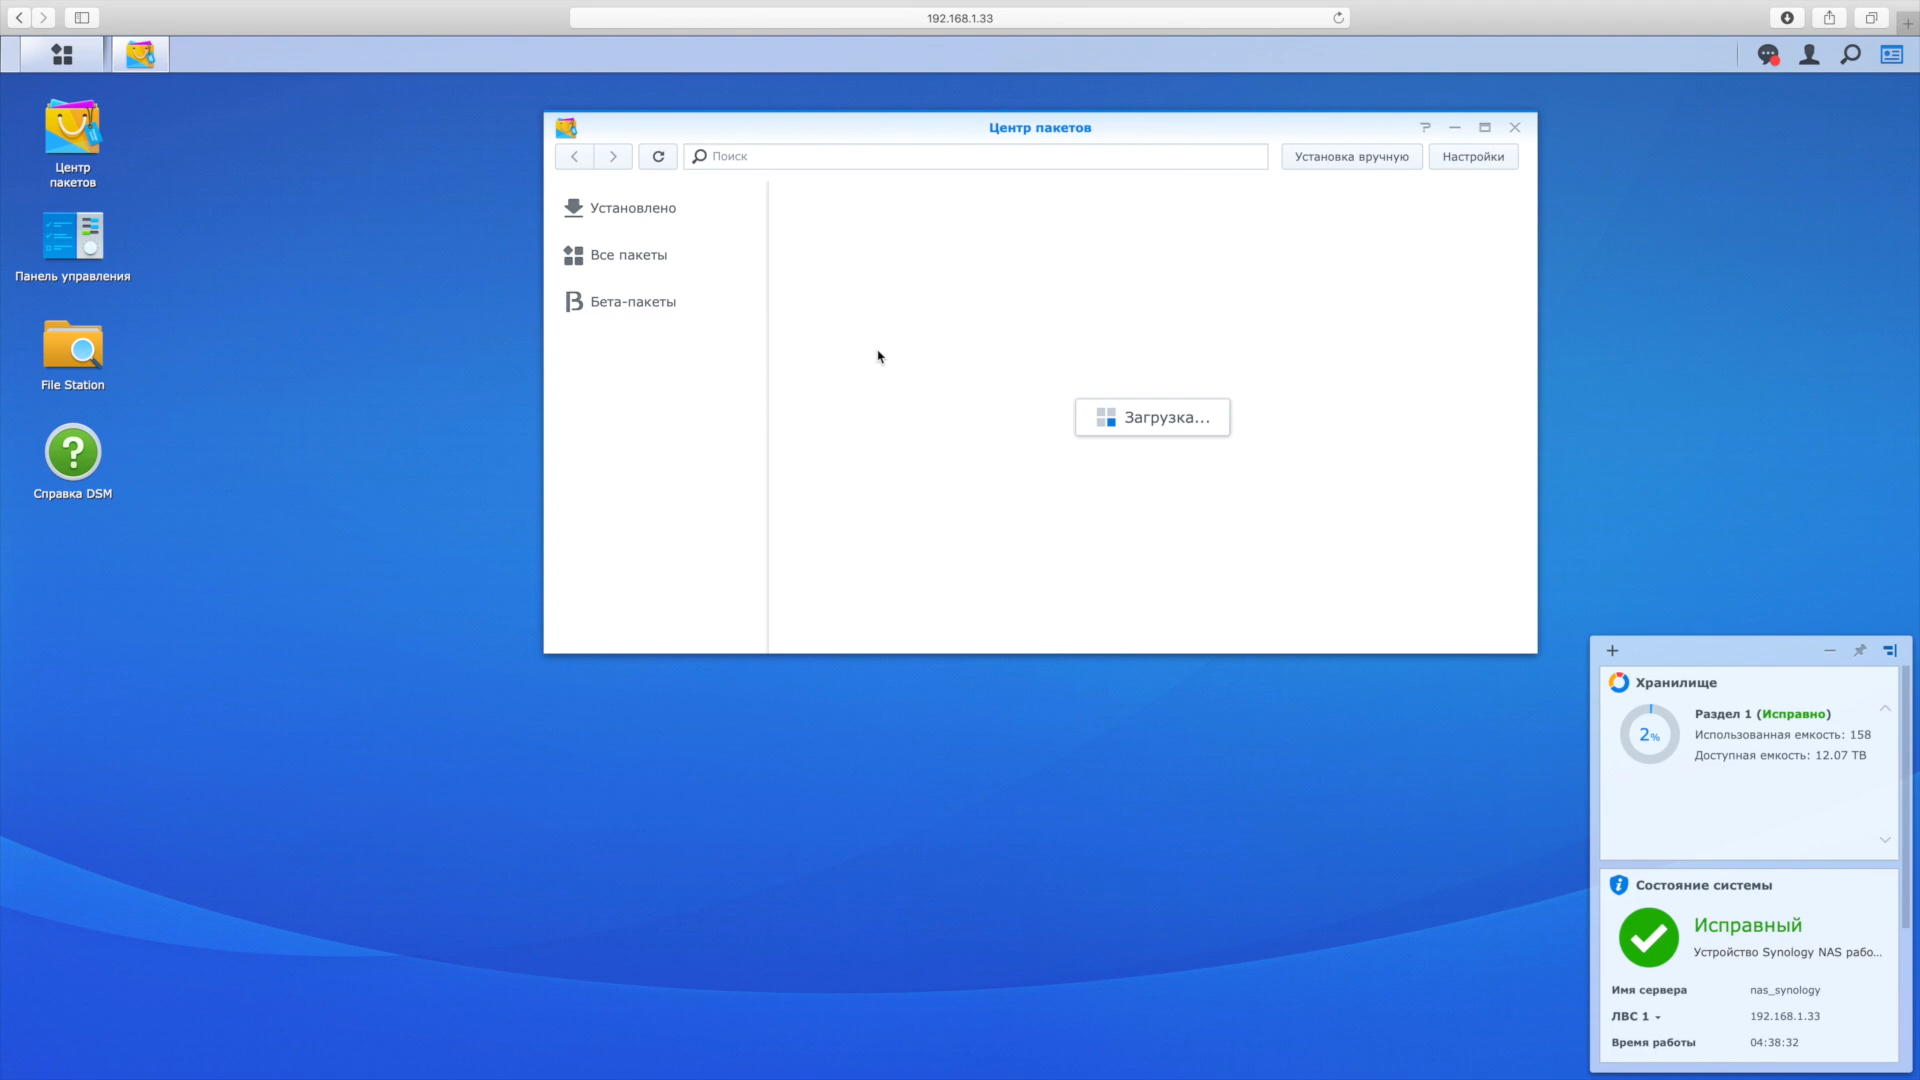 192.168.1.33
Центр
пакетов
Панель управления
File Station
Справка DSM
Центр пакетов
Поиск
Установка вручную
Настройки
Установлено
Все пакеты
Бета-пакеты
Загрузка...
Хранилище
2%
Раздел 1 (Исправно)
Использованная емкость: 158
Доступная емкость: 12.07 TB
Состояние системы
Исправный
Устройство Synology NAS рабо...
Имя сервера nas_synology
ЛВС 1 192.168.1.33
Время работы 04:38:32